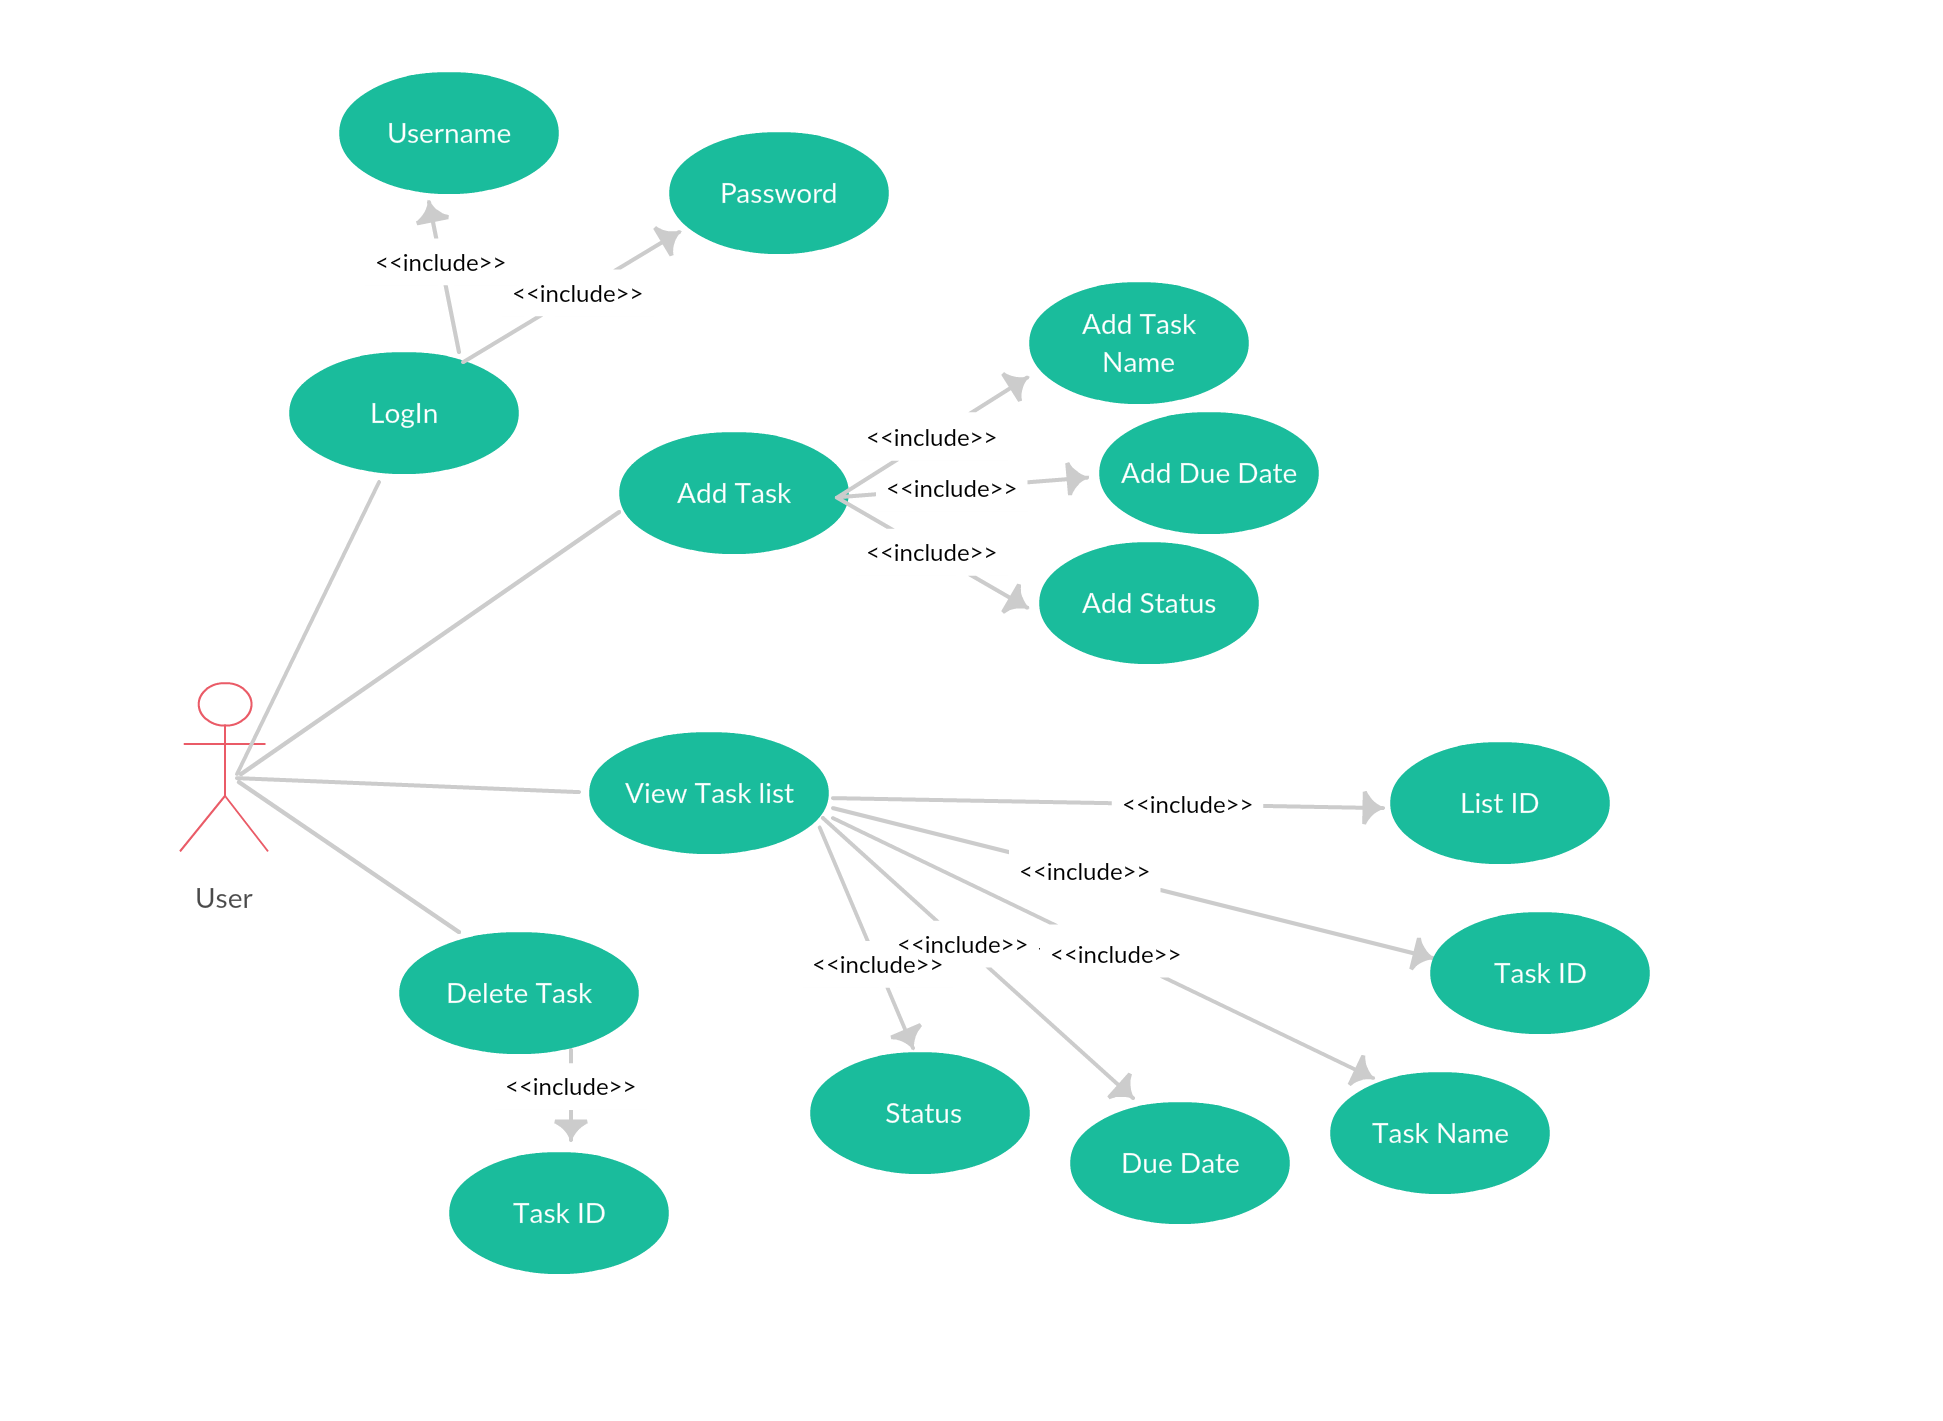 Username
Password
<<include>>
<<include>>
Add Task
Name
LogIn
<<include>>
Add Due Date
Add Task
<<include>>
<<include>>
Add Status
View Task list
<<include>>
List ID
<<include>>
User
<<include>>
<<include>>
<<include>>
Task ID
Delete Task
<<include>>
Status
Task Name
Due Date
Task ID